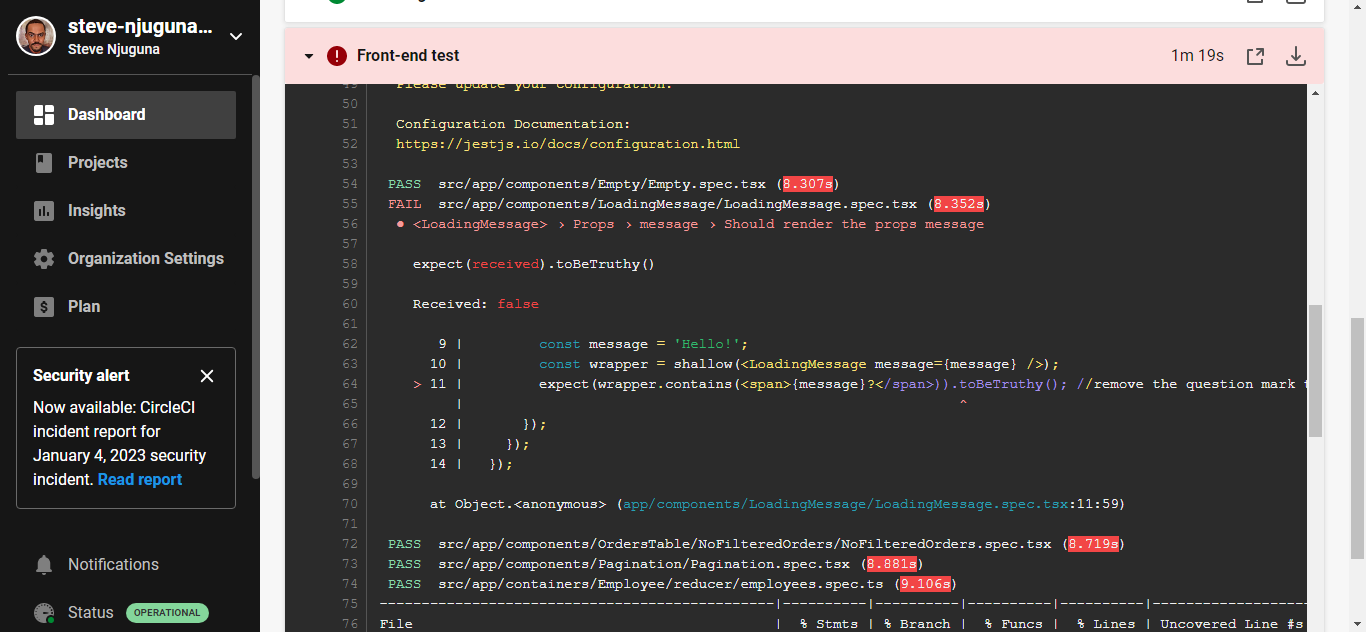 steve-njuguna...
Steve Njuguna
Dashboard
Projects
Insights
Organization Settings
Plan
Security alert
Now available: CircleCI
incident report for
January 4, 2023 security
incident. Read report
Notifications
Status OPERATIONAL
Front-end test 1m 19s
49 Please update your configuration.
50
51 Configuration Documentation:
52 https://jestjs.io/docs/configuration.html
53
54 PASS src/app/components/Empty/Empty.spec.tsx (8.307s)
55 FAIL src/app/components/LoadingMessage/LoadingMessage.spec.tsx (8.352s)
56 ● <LoadingMessage> › Props › message › Should render the props message
57
58 expect(received).toBeTruthy()
59
60 Received: false
61
62 9 | const message = 'Hello!';
63 10 | const wrapper = shallow(<LoadingMessage message={message} />);
64 > 11 | expect(wrapper.contains(<span>{message}?</span>)).toBeTruthy(); //remove the question mark
65 | ^
66 12 | });
67 13 | });
68 14 | });
69
70 at Object.<anonymous> (app/components/LoadingMessage/LoadingMessage.spec.tsx:11:59)
71
72 PASS src/app/components/OrdersTable/NoFilteredOrders/NoFilteredOrders.spec.tsx (8.719s)
73 PASS src/app/components/Pagination/Pagination.spec.tsx (8.881s)
74 PASS src/app/containers/Employee/reducer/employees.spec.ts (9.106s)
75 -----------------------------------------------|----------|----------|----------|----------|-------------------
76 File | % Stmts | % Branch | % Funcs | % Lines | Uncovered Line #s